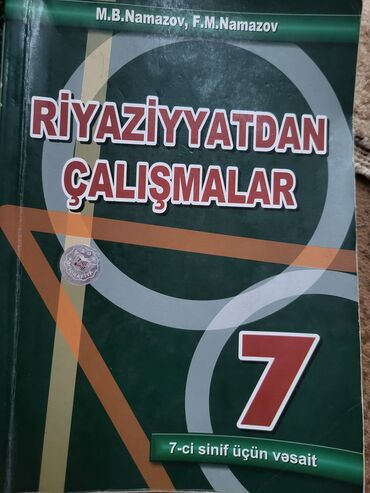 M.B.Namazov, F.M.Namazov
RİYAZİYYATDAN
ÇALIŞMALAR
7
7-ci sinif üçün vəsait